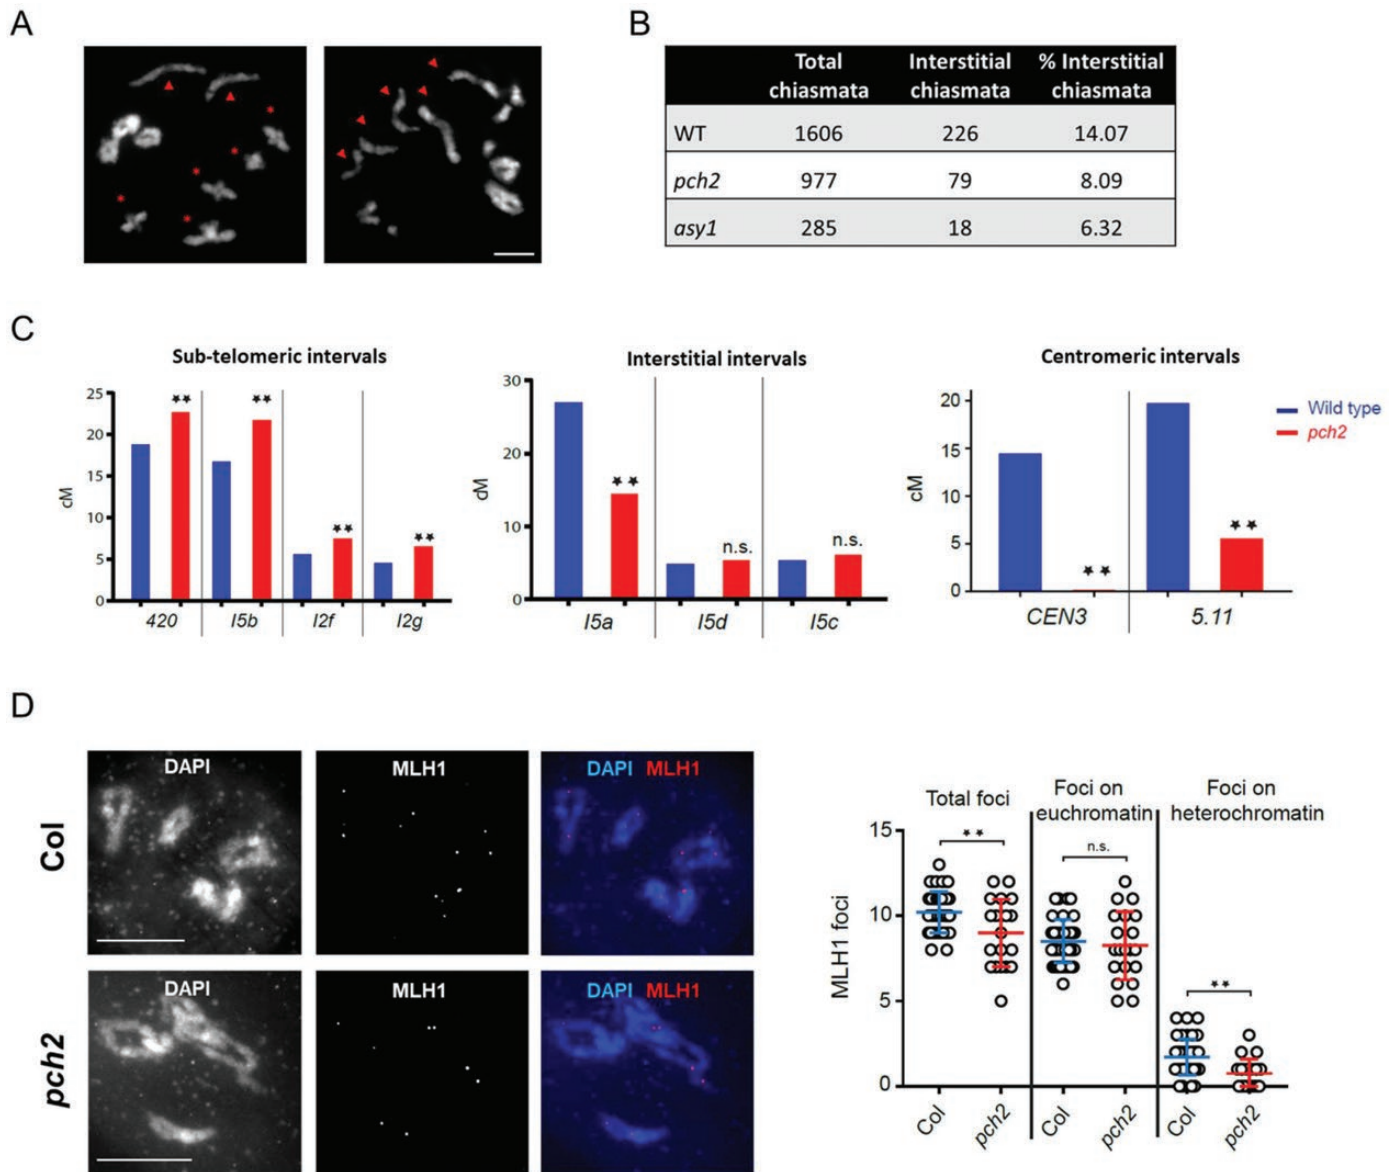 A
B
Total chiasmata Interstitial chiasmata % Interstitial chiasmata
WT 1606 226 14.07
pch2 977 79 8.09
asy1 285 18 6.32
C
Sub-telomeric intervals
cM
25
20
15
10
5
0
** ** ** **
420 I5b I2f I2g
Interstitial intervals
dM
30
20
10
0
** n.s. n.s.
I5a I5d I5c
Centromeric intervals
cM
20
15
10
5
0
** **
CEN3 5.11
Wild type
pch2
D
Col
DAPI MLH1 DAPI MLH1
pch2
DAPI MLH1 DAPI MLH1
Total foci
Foci on euchromatin
Foci on heterochromatin
MLH1 foci
15
10
5
0
** n.s. **
Col pch2 Col pch2 Col pch2